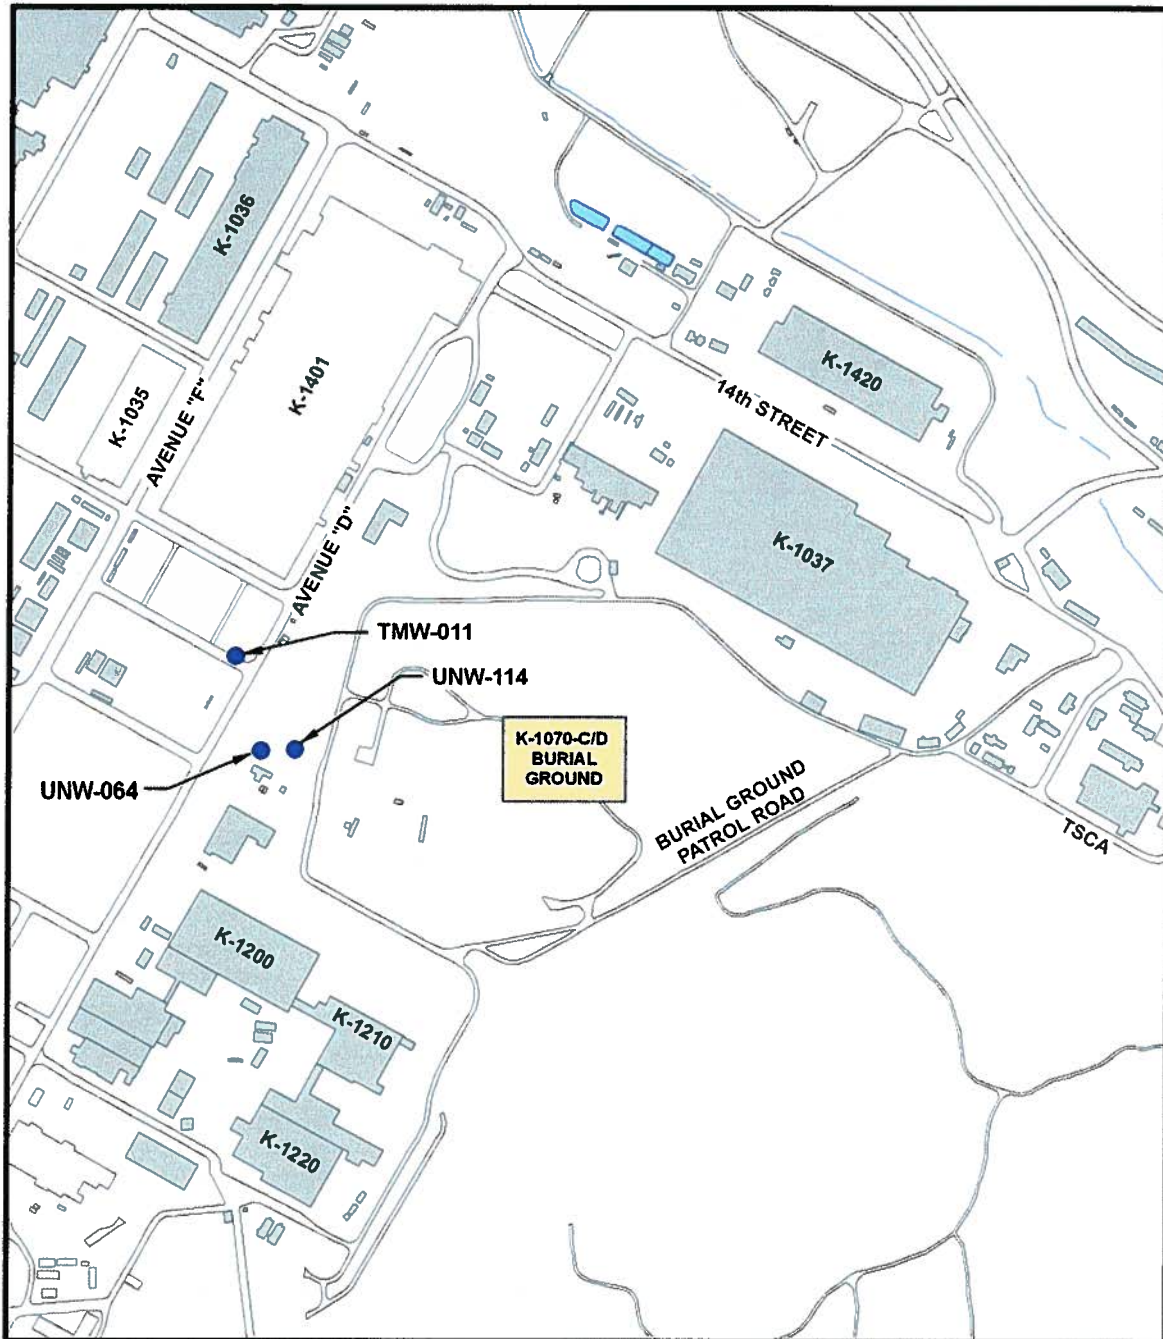 K-1036
K-1401
K-1035
AVENUE "F"
K-1420
14th STREET
K-1037
AVENUE "D"
TMW-011
UNW-114
K-1070-C/D
BURIAL
GROUND
UNW-064
BURIAL GROUND
PATROL ROAD
TSCA
K-1200
K-1210
K-1220